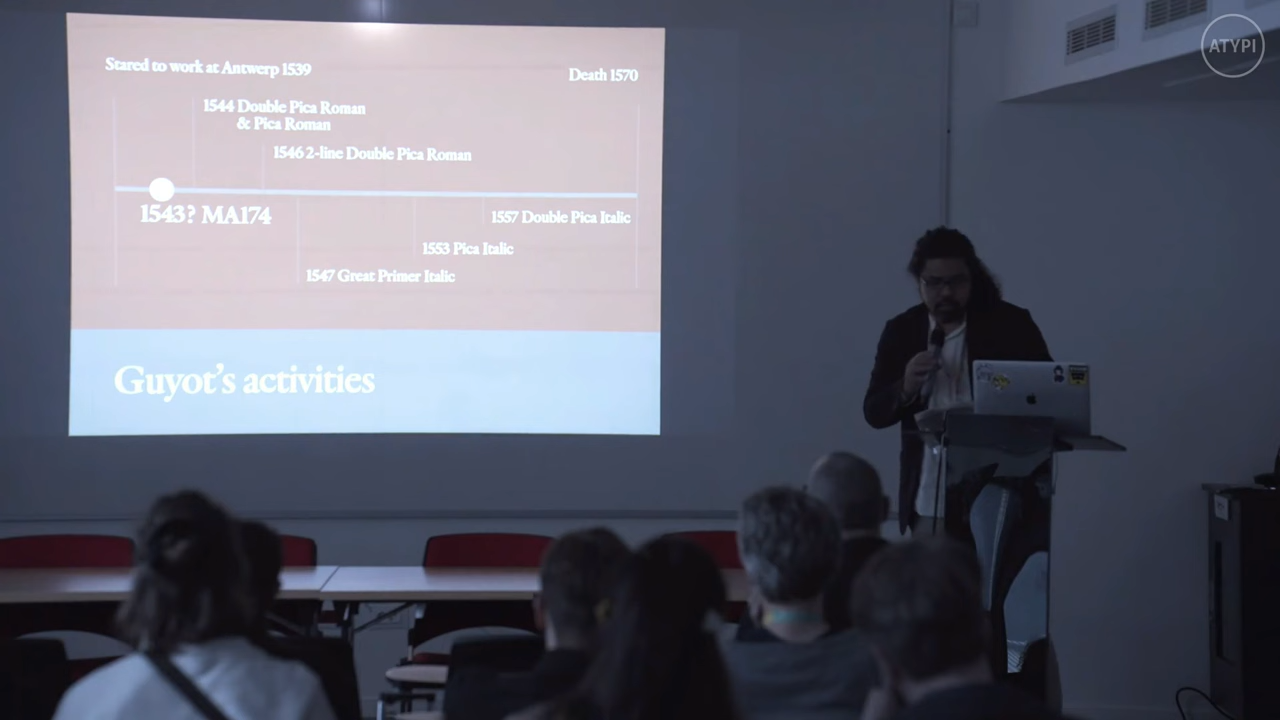 Stared to work at Antwerp 1539
Death 1570
1544 Double Pica Roman
& Pica Roman
1546 2-line Double Pica Roman
1543? MA174
1557 Double Pica Italic
1553 Pica Italic
1547 Great Primer Italic
Guyot’s activities
ATYPI